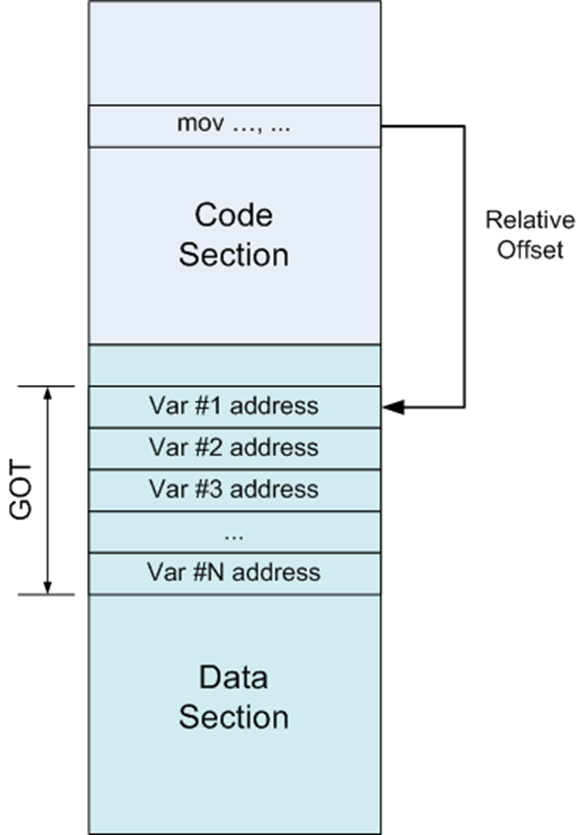 mov ..., ...
Code
Section
Relative
Offset
Var #1 address
Var #2 address
Var #3 address
...
Var #N address
GOT
Data
Section